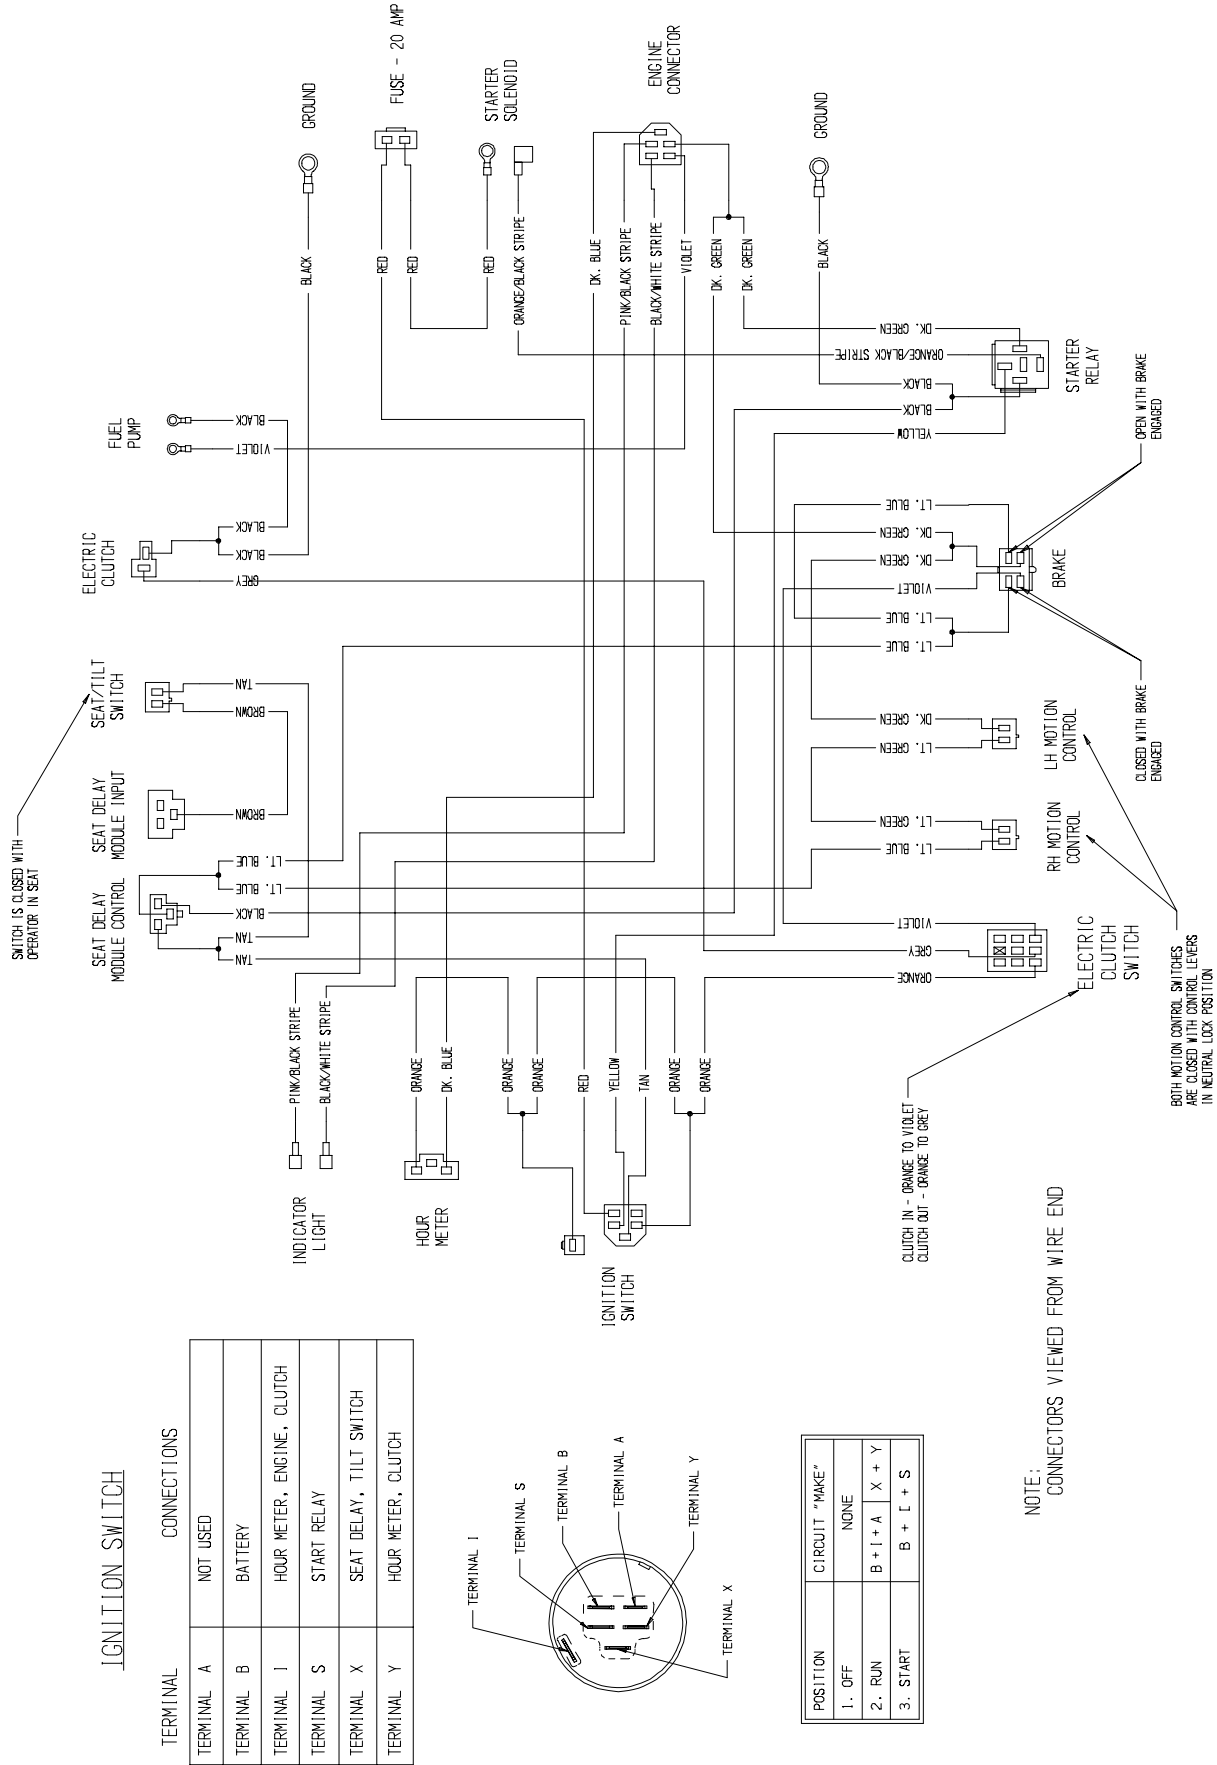 IGNITION SWITCH
TERMINAL CONNECTIONS
TERMINAL A NOT USED
TERMINAL B BATTERY
TERMINAL I HOUR METER, ENGINE, CLUTCH
TERMINAL S START RELAY
TERMINAL X SEAT DELAY, TILT SWITCH
TERMINAL Y HOUR METER, CLUTCH
TERMINAL I
TERMINAL S
TERMINAL B
TERMINAL A
TERMINAL Y
TERMINAL X
POSITION CIRCUIT "MAKE"
1. OFF NONE
2. RUN B + I + A X + Y
3. START B + I + S
NOTE:
CONNECTORS VIEWED FROM WIRE END
SWITCH IS CLOSED WITH
OPERATOR IN SEAT
SEAT DELAY
MODULE CONTROL
SEAT DELAY
MODULE INPUT
SEAT/TILT
SWITCH
ELECTRIC
CLUTCH
FUEL
PUMP
TAN
TAN
BLACK
LT. BLUE
LT. BLUE
BROWN
BROWN
TAN
GREY
BLACK
BLACK
VIOLET
BLACK
BLACK
GROUND
RED
RED
FUSE - 20 AMP
RED
STARTER
SOLENOID
ORANGE/BLACK STRIPE
DK. BLUE
PINK/BLACK STRIPE
BLACK/WHITE STRIPE
VIOLET
ENGINE
CONNECTOR
DK. GREEN
DK. GREEN
BLACK
GROUND
INDICATOR
LIGHT
PINK/BLACK STRIPE
BLACK/WHITE STRIPE
HOUR
METER
ORANGE
DK. BLUE
ORANGE
ORANGE
IGNITION
SWITCH
RED
YELLOW
TAN
ORANGE
ORANGE
ORANGE
GREY
VIOLET
LT. BLUE
LT. GREEN
LT. GREEN
DK. GREEN
LT. BLUE
LT. BLUE
VIOLET
DK. GREEN
DK. GREEN
LT. BLUE
YELLOW
BLACK
BLACK
ORANGE/BLACK STRIPE
DK. GREEN
CLUTCH IN - ORANGE TO VIOLET
CLUTCH OUT - ORANGE TO GREY
ELECTRIC
CLUTCH
SWITCH
RH MOTION
CONTROL
LH MOTION
CONTROL
BRAKE
STARTER
RELAY
CLOSED WITH BRAKE
ENGAGED
OPEN WITH BRAKE
ENGAGED
BOTH MOTION CONTROL SWITCHES
ARE CLOSED WITH CONTROL LEVERS
IN NEUTRAL LOCK POSITION